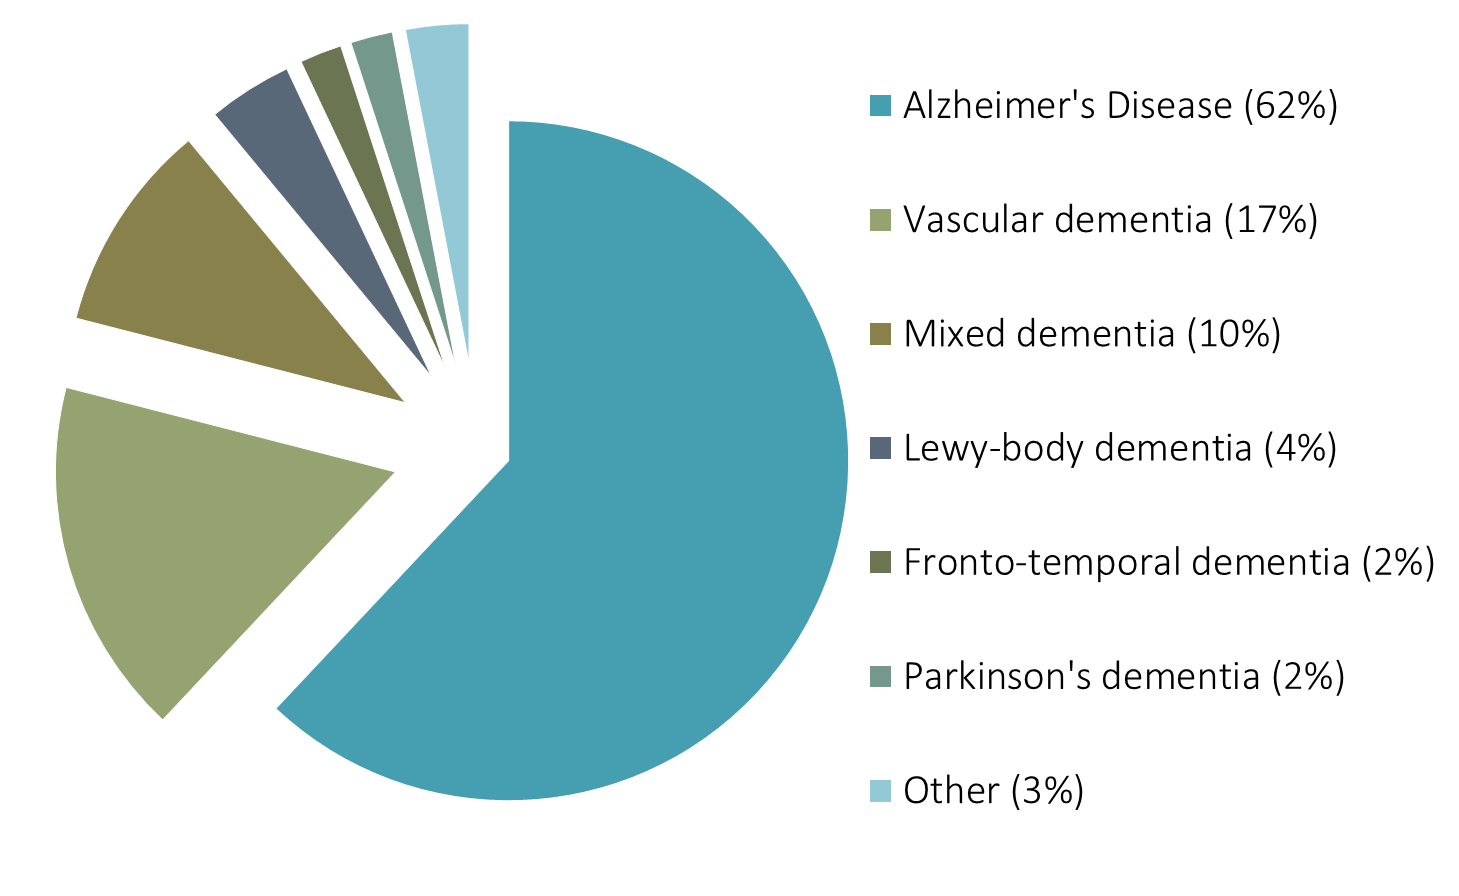 Alzheimer's Disease (62%)
Vascular dementia (17%)
Mixed dementia (10%)
Lewy-body dementia (4%)
Fronto-temporal dementia (2%)
Parkinson's dementia (2%)
Other (3%)